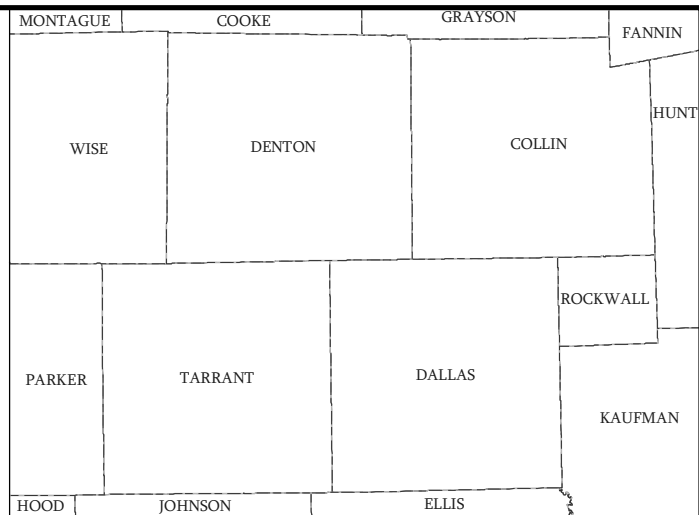 MONTAGUE
COOKE
GRAYSON
FANNIN
HUNT
WISE
DENTON
COLLIN
ROCKWALL
PARKER
TARRANT
DALLAS
KAUFMAN
HOOD
JOHNSON
ELLIS